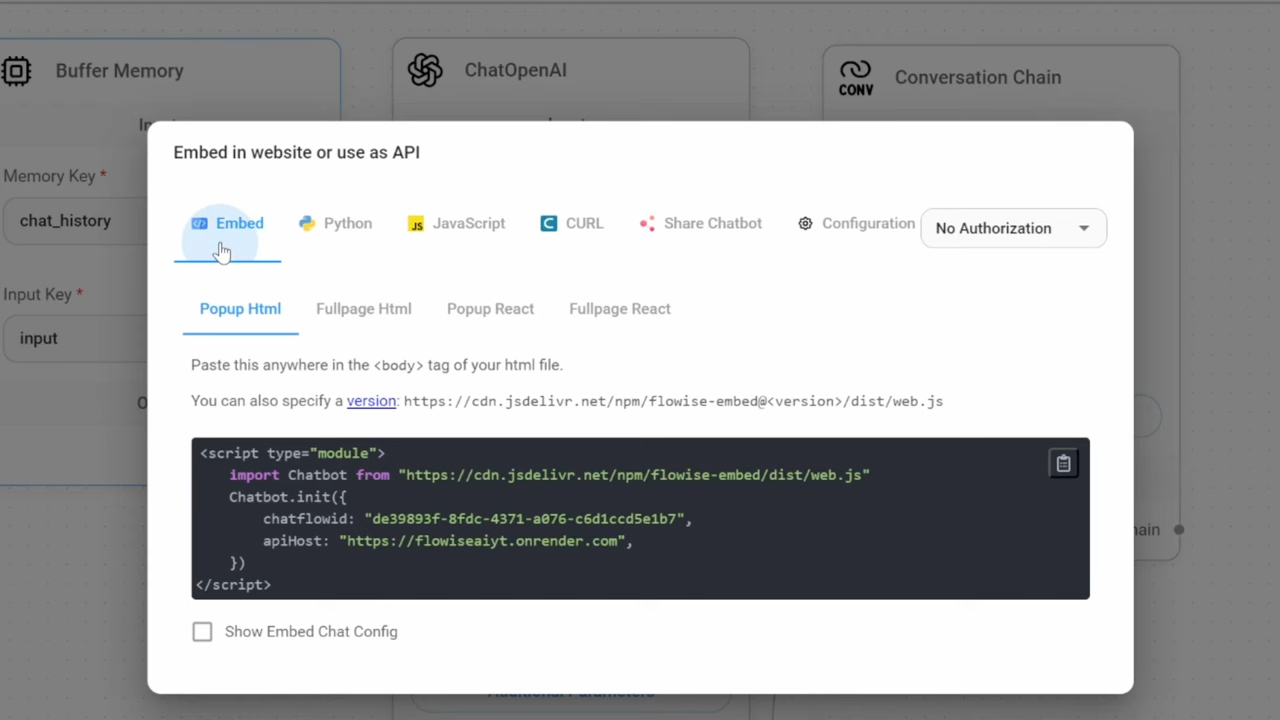 Buffer Memory
ChatOpenAI
CONV
Conversation Chain
Embed in website or use as API
Memory Key *
chat_history
Embed
Python
JS
JavaScript
C
CURL
Share Chatbot
Configuration
No Authorization
Input Key *
input
Popup Html
Fullpage Html
Popup React
Fullpage React
Paste this anywhere in the <body> tag of your html file.
You can also specify a version: https://cdn.jsdelivr.net/npm/flowise-embed@<version>/dist/web.js
<script type="module">
import Chatbot from "https://cdn.jsdelivr.net/npm/flowise-embed/dist/web.js"
Chatbot.init({
chatflowid: "de39893f-8fdc-4371-a076-c6d1ccd5e1b7",
apiHost: "https://flowiseaiyt.onrender.com",
})
</script>
Show Embed Chat Config
Additional Parameters